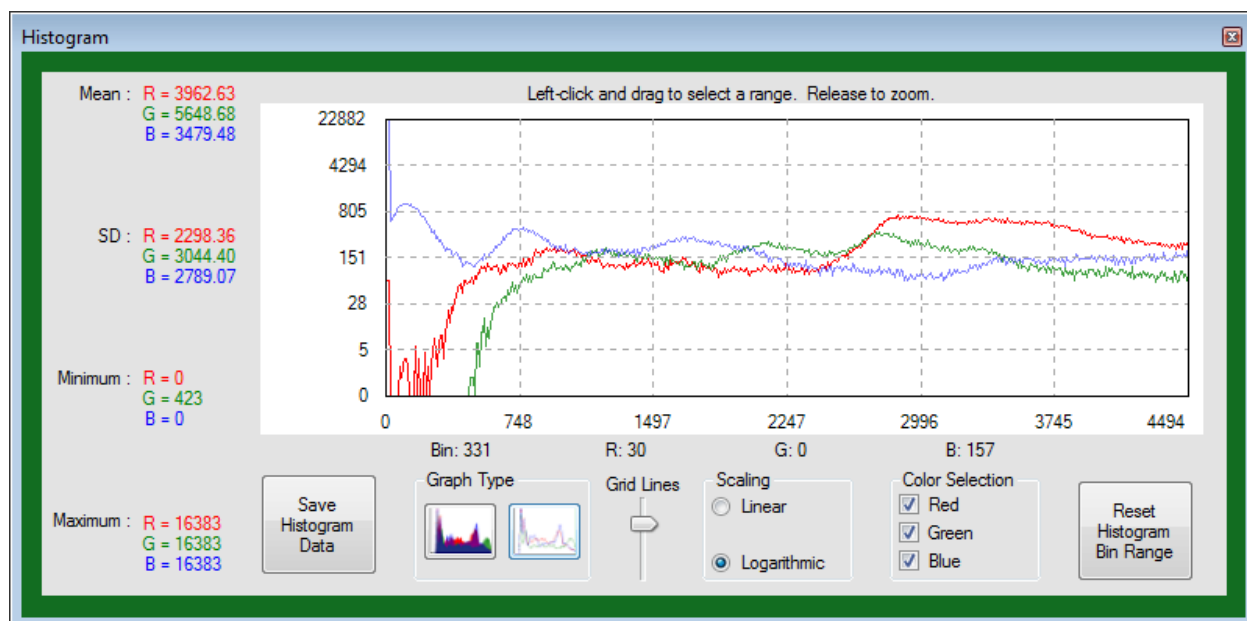 Histogram
Left-click and drag to select a range. Release to zoom.
Mean : R = 3962.63
G = 5648.68
B = 3479.48
SD : R = 2298.36
G = 3044.40
B = 2789.07
Minimum : R = 0
G = 423
B = 0
Maximum : R = 16383
G = 16383
B = 16383
22882
4294
805
151
28
5
0
0 748 1497 2247 2996 3745 4494
Bin: 331 R: 30 G: 0 B: 157
Save
Histogram
Data
Graph Type
Grid Lines
Scaling
Linear
Logarithmic
Color Selection
Red
Green
Blue
Reset
Histogram
Bin Range